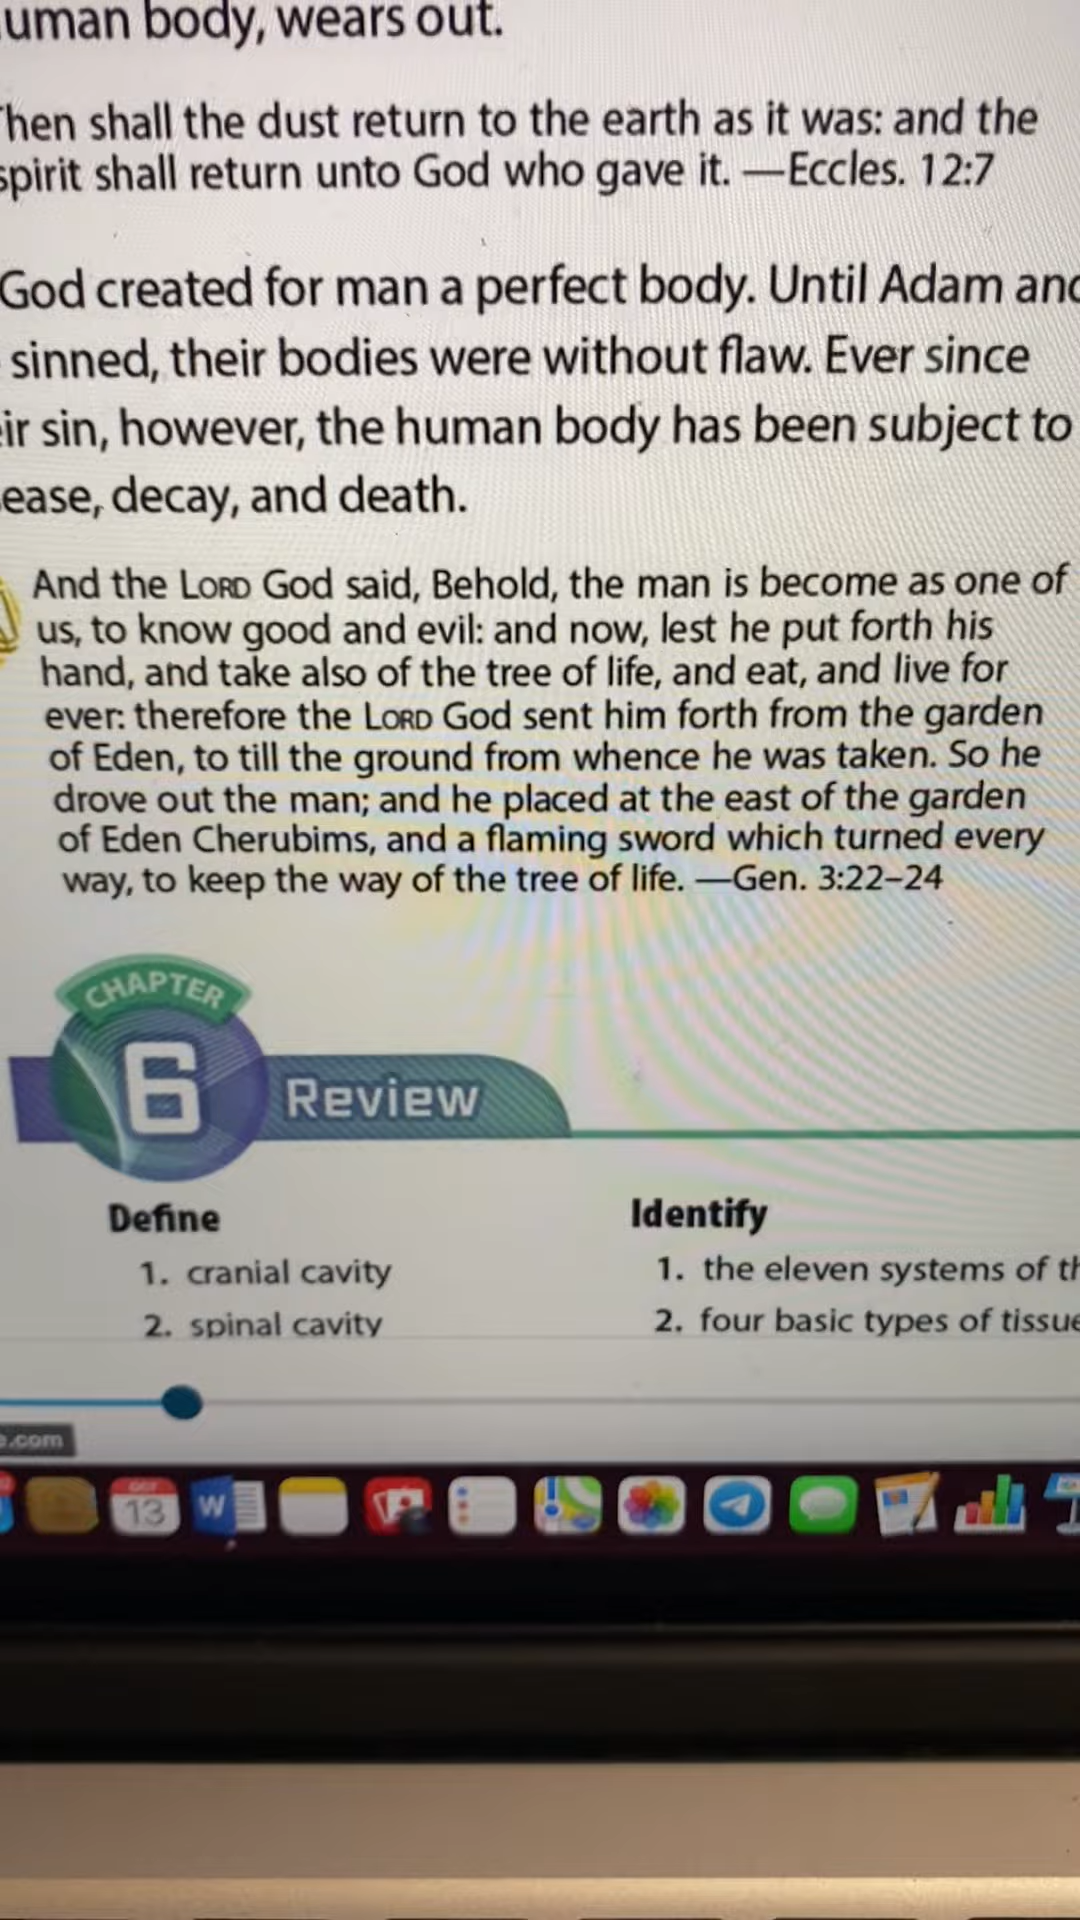 uman body, wears out.
Then shall the dust return to the earth as it was: and the
spirit shall return unto God who gave it. —Eccles. 12:7
God created for man a perfect body. Until Adam and
sinned, their bodies were without flaw. Ever since
eir sin, however, the human body has been subject to
ease, decay, and death.
And the LORD God said, Behold, the man is become as one of
us, to know good and evil: and now, lest he put forth his
hand, and take also of the tree of life, and eat, and live for
ever: therefore the LORD God sent him forth from the garden
of Eden, to till the ground from whence he was taken. So he
drove out the man; and he placed at the east of the garden
of Eden Cherubims, and a flaming sword which turned every
way, to keep the way of the tree of life. —Gen. 3:22–24
CHAPTER
6 Review
Define
1. cranial cavity
2. spinal cavity
Identify
1. the eleven systems of th
2. four basic types of tissue
.com
OCT
13
W